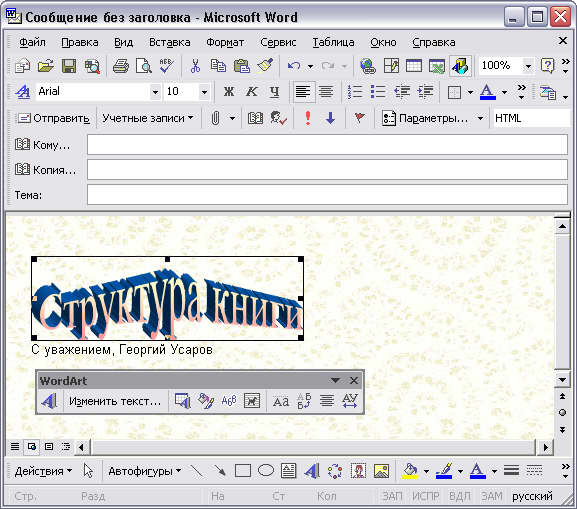 Сообщение без заголовка - Microsoft Word
Файл Правка Вид Вставка Формат Сервис Таблица Окно Справка
100%
Arial 10 Ж К Ч
Отправить Учетные записи Параметры... HTML
Кому...
Копия...
Тема:
Структура книги
С уважением, Георгий Усаров
WordArt
Изменить текст...
Действия Автофигуры
Стр. Разд На Ст Кол ЗАП ИСПР ВДЛ ЗАМ русский